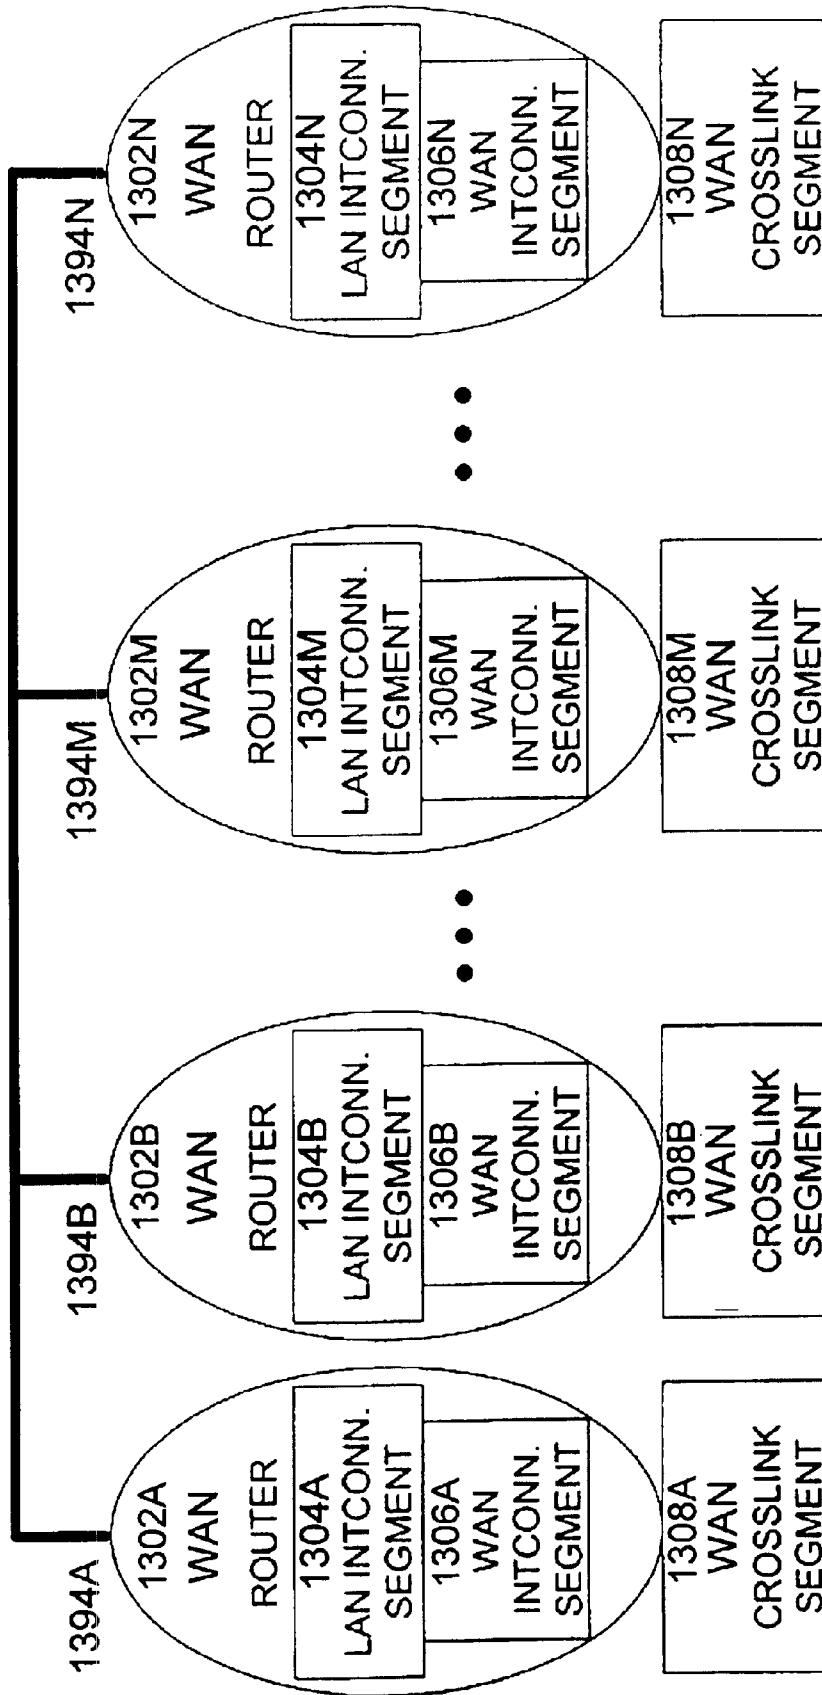 1394A
1302A
WAN
ROUTER
1304A
LAN INTCONN.
SEGMENT
1306A
WAN
INTCONN.
SEGMENT
1308A
WAN
CROSSLINK
SEGMENT
1394B
1302B
WAN
ROUTER
1304B
LAN INTCONN.
SEGMENT
1306B
WAN
INTCONN.
SEGMENT
1308B
WAN
CROSSLINK
SEGMENT
1394M
1302M
WAN
ROUTER
1304M
LAN INTCONN.
SEGMENT
1306M
WAN
INTCONN.
SEGMENT
1308M
WAN
CROSSLINK
SEGMENT
1394N
1302N
WAN
ROUTER
1304N
LAN INTCONN.
SEGMENT
1306N
WAN
INTCONN.
SEGMENT
1308N
WAN
CROSSLINK
SEGMENT